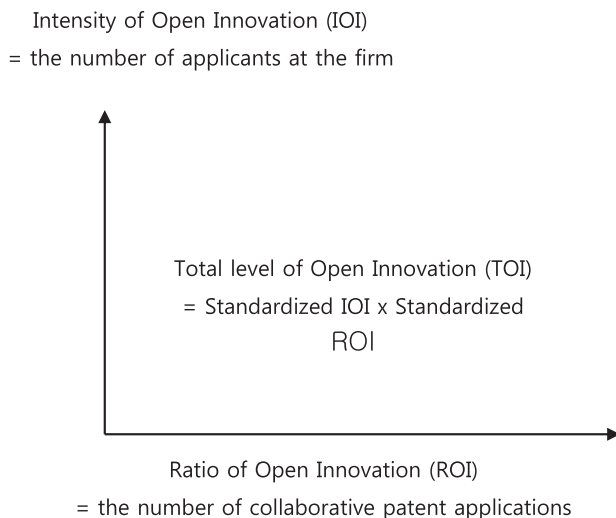 Intensity of Open Innovation (IOI)
= the number of applicants at the firm
Total level of Open Innovation (TOI)
= Standardized IOI x Standardized
ROI
Ratio of Open Innovation (ROI)
= the number of collaborative patent applications